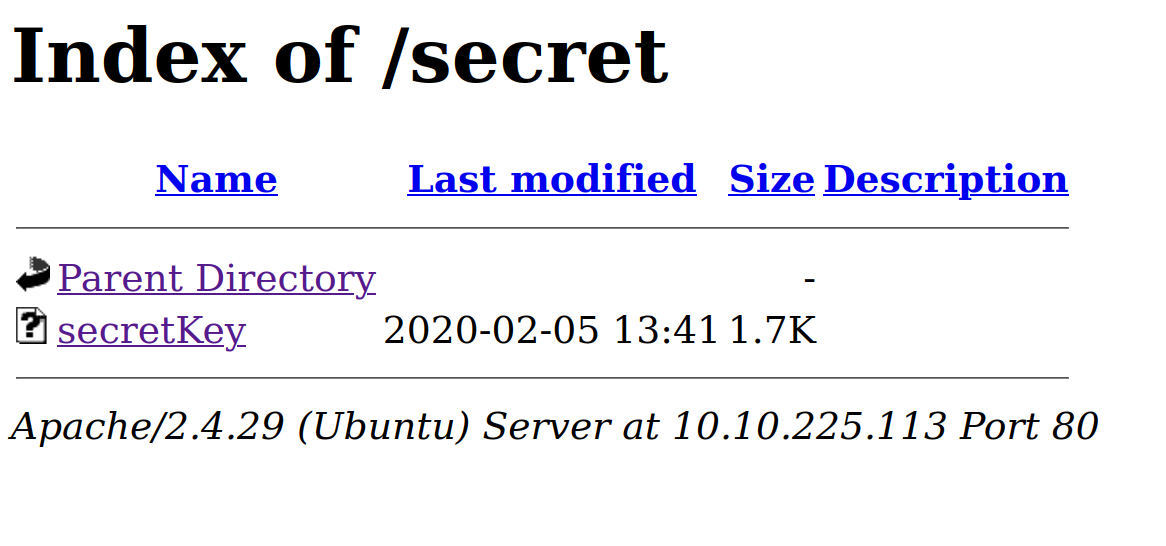 Index of /secret
Name Last modified Size Description
Parent Directory -
secretKey 2020-02-05 13:41 1.7K
Apache/2.4.29 (Ubuntu) Server at 10.10.225.113 Port 80